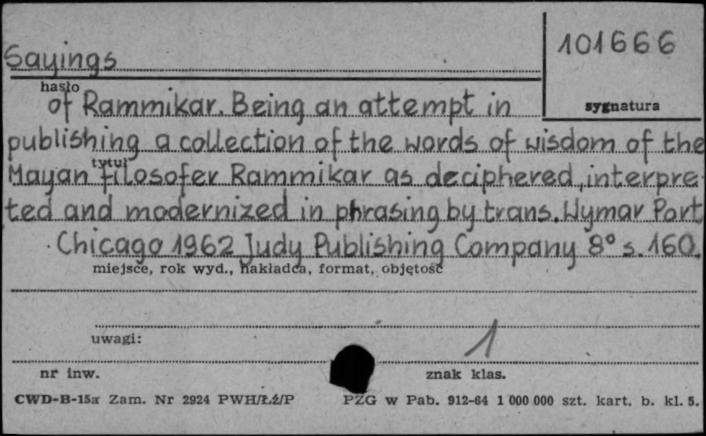 Sayings
101666
hasło
of Rammikar. Being an attempt in
sygnatura
publishing a collection of the words of wisdom of the
tytuł
Mayan filosofer Rammikar as deciphered, interpre-
ted and modernized in phrasing by trans. Wymar Port
Chicago 1962 Judy Publishing Company 8° s. 160.
miejsce, rok wyd., nakładca, format, objętość
uwagi:
1
nr inw.
znak klas.
CWD-B-15a Zam. Nr 2924 PWH/Łź/P PZG w Pab. 912-64 1 000 000 szt. kart. b. kl. 5.